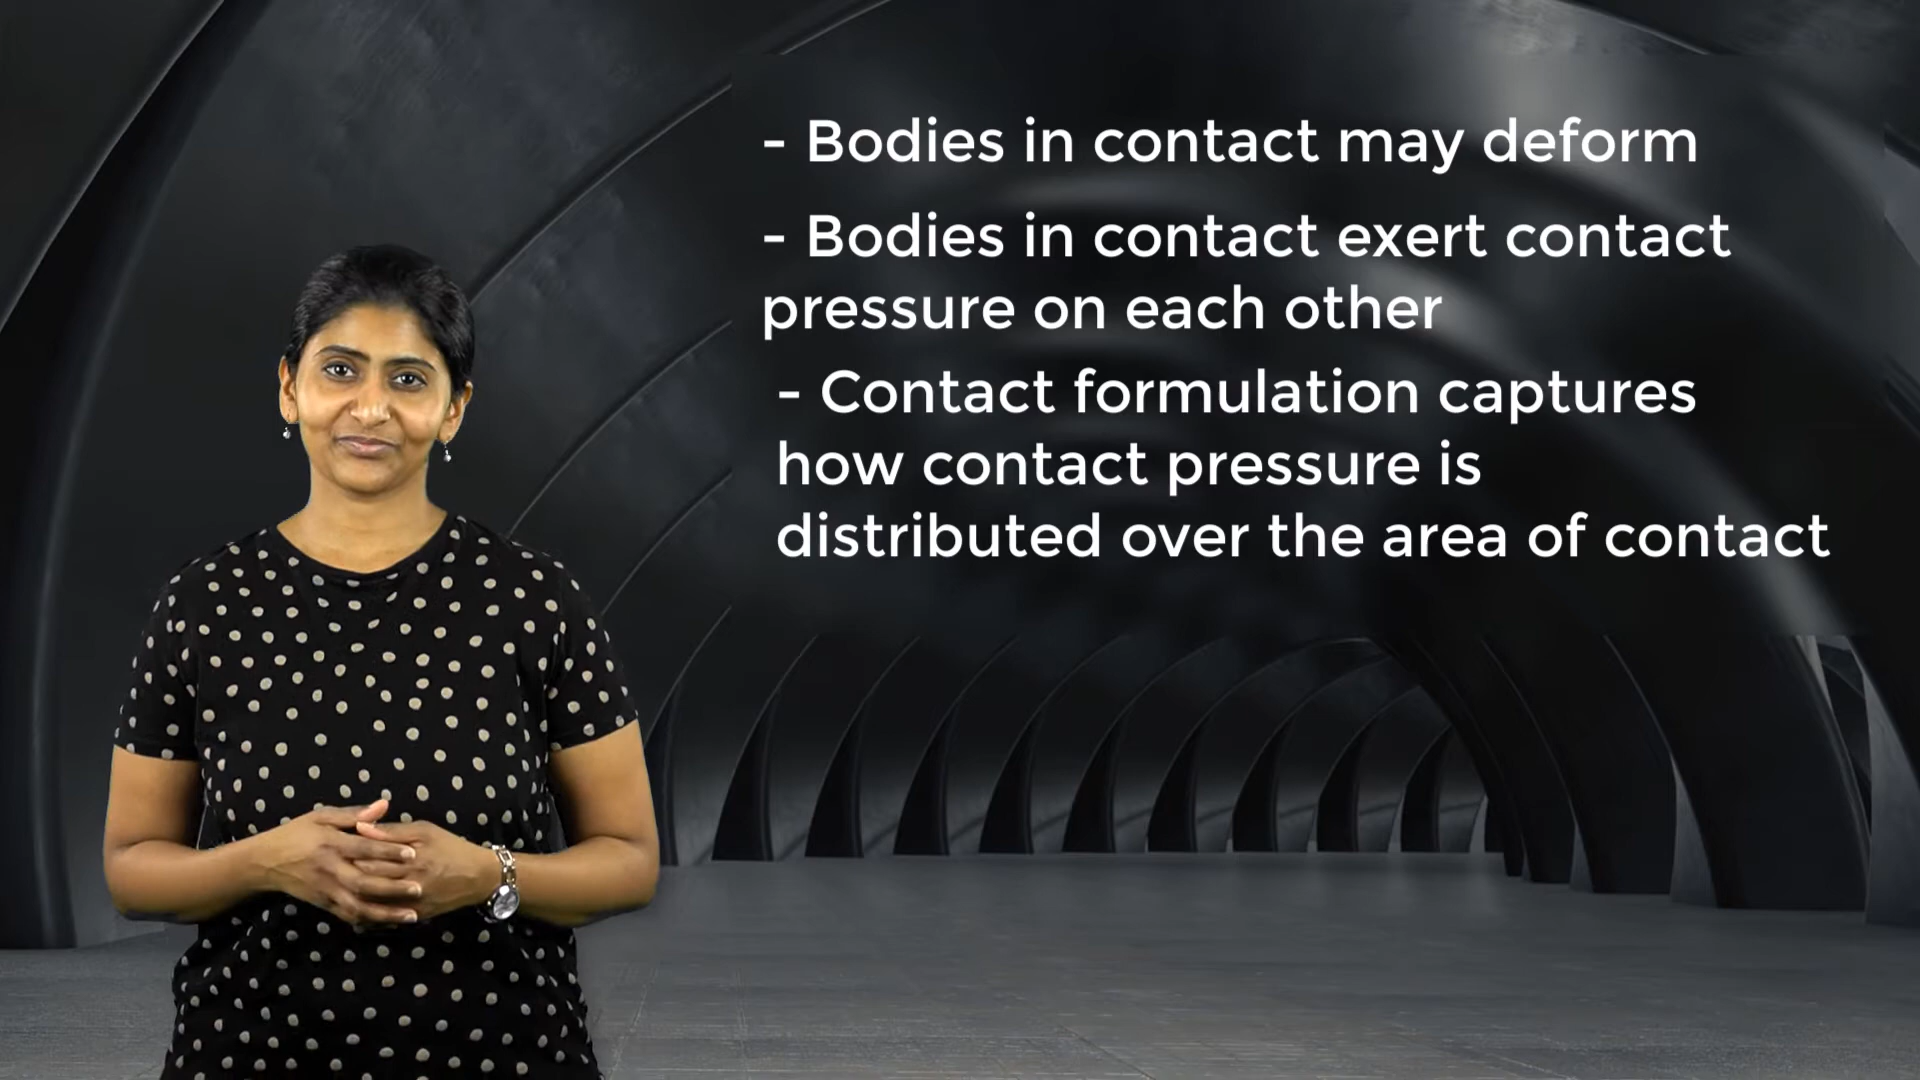 - Bodies in contact may deform
- Bodies in contact exert contact
pressure on each other
- Contact formulation captures
how contact pressure is
distributed over the area of contact